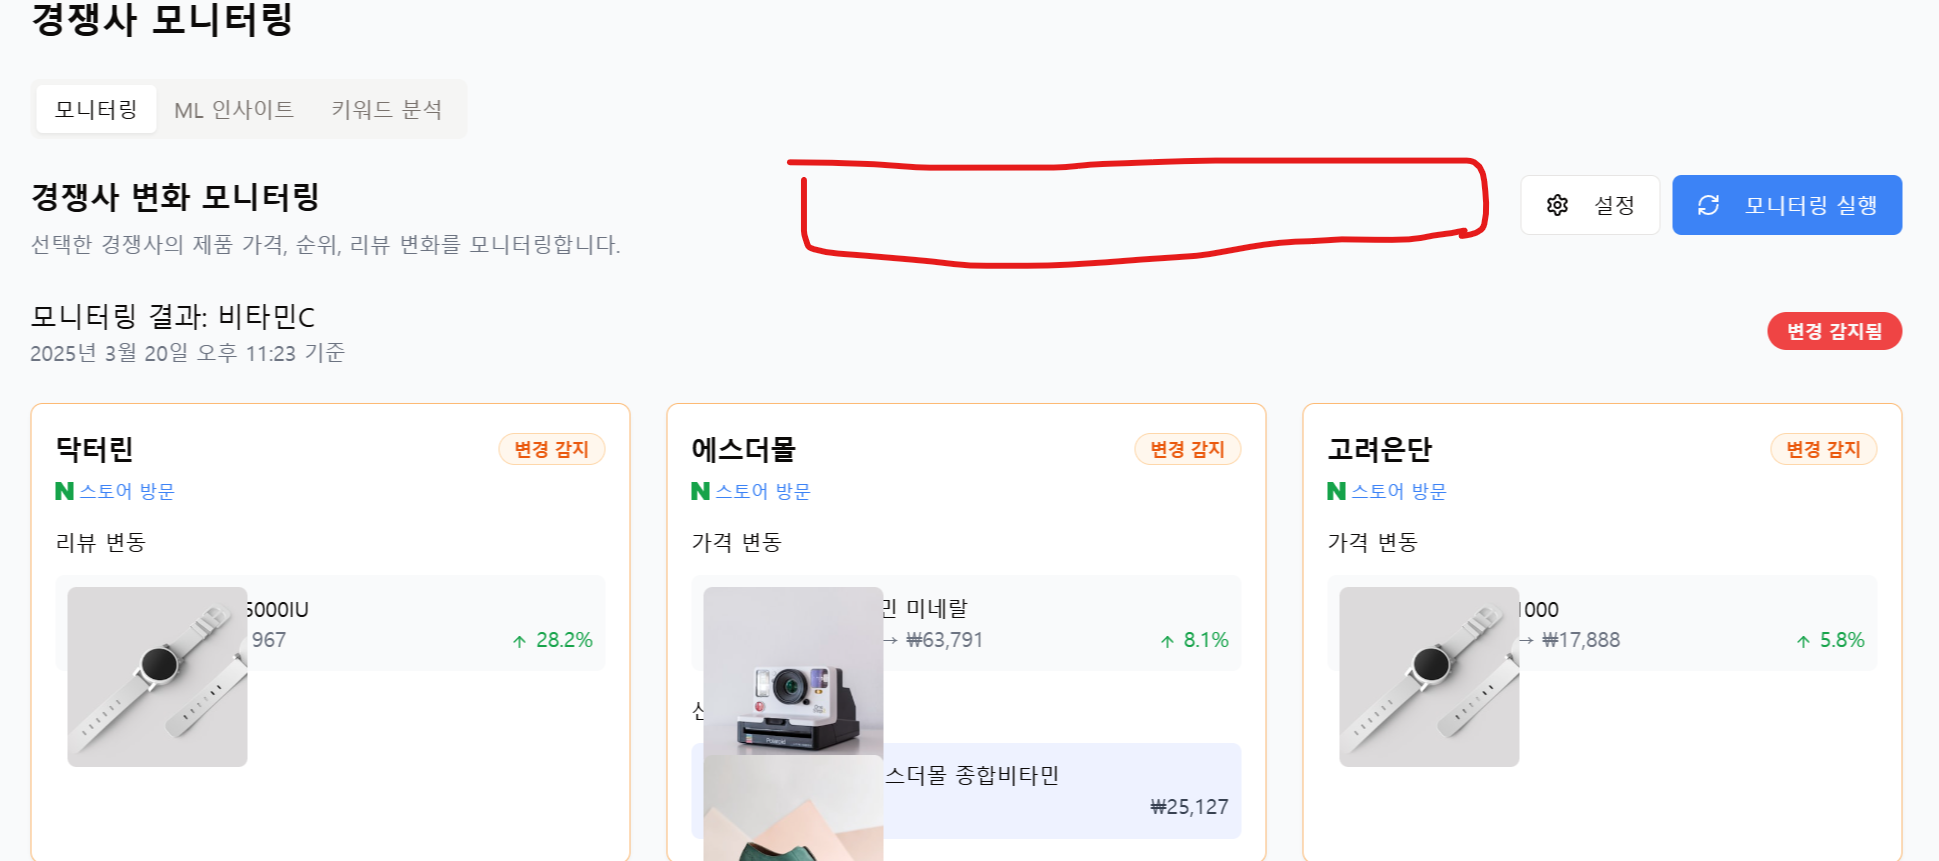 경쟁사 모니터링
모니터링 ML 인사이트 키워드 분석
경쟁사 변화 모니터링
선택한 경쟁사의 제품 가격, 순위, 리뷰 변화를 모니터링합니다.
설정 모니터링 실행
모니터링 결과: 비타민C
2025년 3월 20일 오후 11:23 기준
변경 감지됨
닥터린 변경 감지
N 스토어 방문
리뷰 변동
5000IU
967 ↑ 28.2%
에스더몰 변경 감지
N 스토어 방문
가격 변동
미네랄
→ ₩63,791 ↑ 8.1%
스더몰 종합비타민
₩25,127
고려은단 변경 감지
N 스토어 방문
가격 변동
1000
→ ₩17,888 ↑ 5.8%